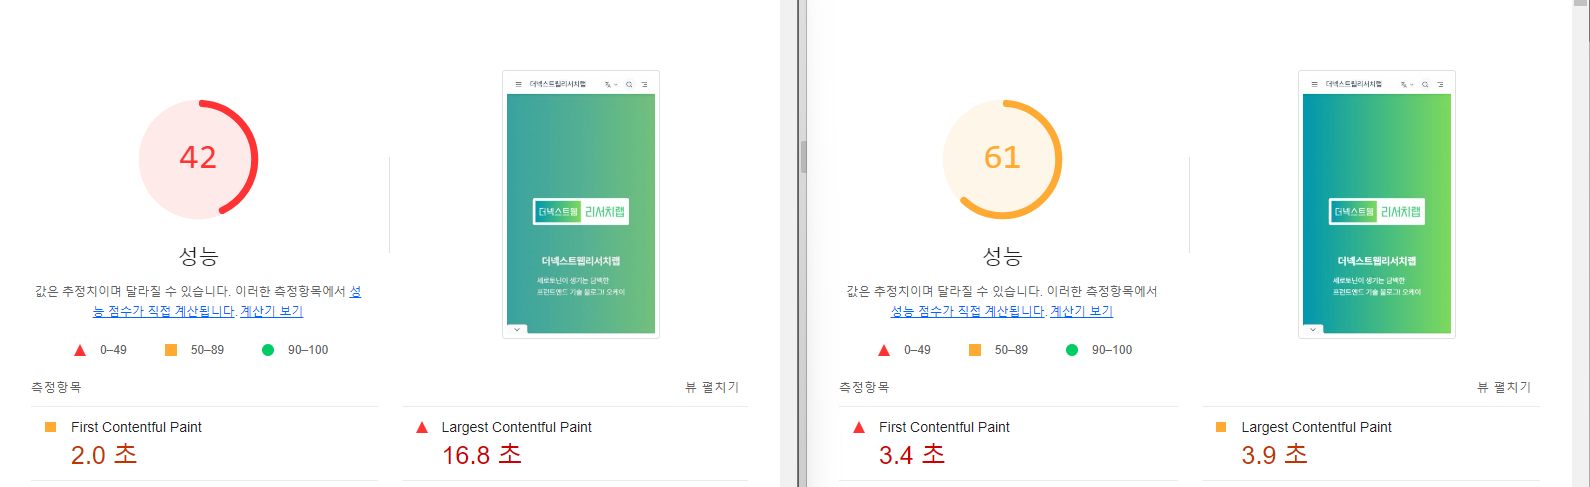 42
성능
값은 추정치이며 달라질 수 있습니다. 이러한 측정항목에서 성
능 점수가 직접 계산됩니다. 계산기 보기
0–49
50–89
90–100
더넥스트웹리서치랩
더넥스트웹 리서치랩
더넥스트웹리서치랩
세로토닌이 생기는 담백한
프런트엔드 기술 블로그! 오케이
측정항목
뷰 펼치기
First Contentful Paint
2.0 초
Largest Contentful Paint
16.8 초
61
성능
값은 추정치이며 달라질 수 있습니다. 이러한 측정항목에서
성능 점수가 직접 계산됩니다. 계산기 보기
0–49
50–89
90–100
더넥스트웹리서치랩
더넥스트웹 리서치랩
더넥스트웹리서치랩
세로토닌이 생기는 담백한
프런트엔드 기술 블로그! 오케이
측정항목
뷰 펼치기
First Contentful Paint
3.4 초
Largest Contentful Paint
3.9 초